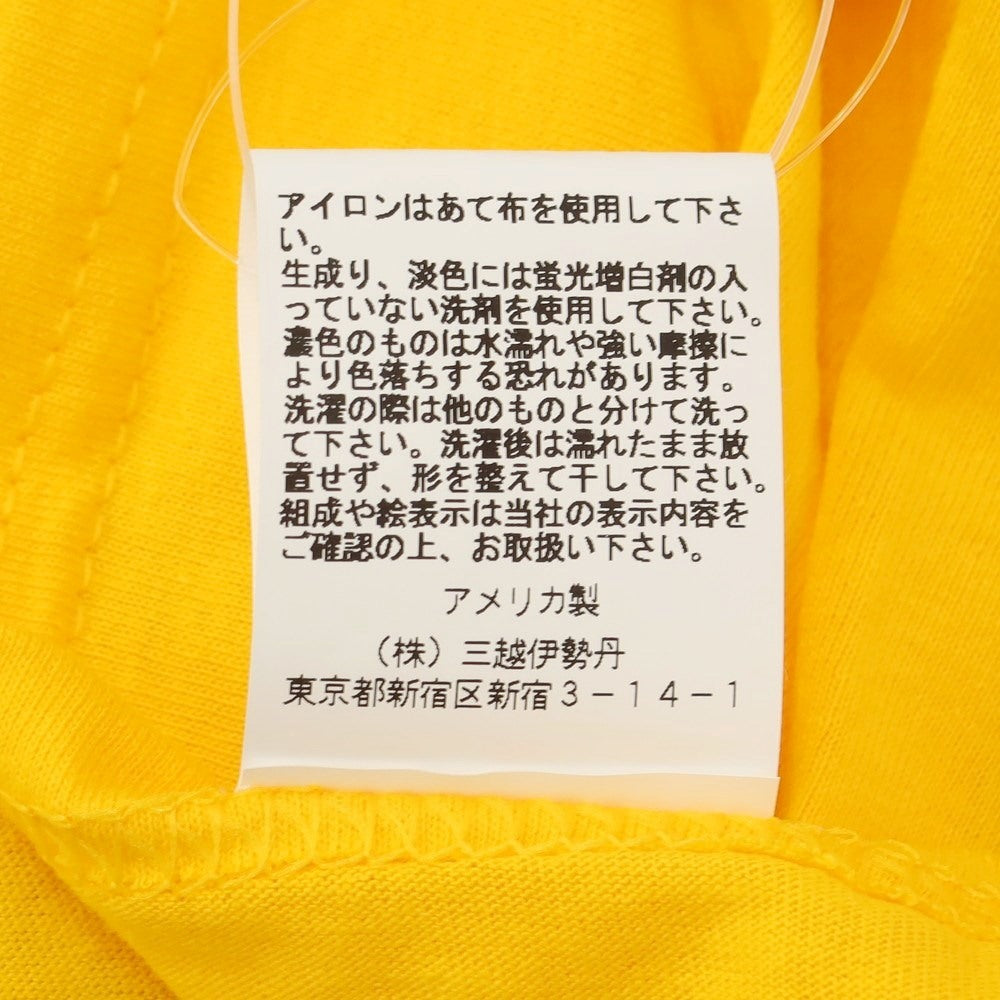 アイロンはあて布を使用して下さ
い。
生成り、淡色には蛍光増白剤の入
っていない洗剤を使用して下さい。
濃色のものは水濡れや強い摩擦に
より色落ちする恐れがあります。
洗濯の際は他のものと分けて洗っ
て下さい。洗濯後は濡れたまま放
置せず、形を整えて干して下さい。
組成や絵表示は当社の表示内容を
ご確認の上、お取扱い下さい。
アメリカ製
（株）三越伊勢丹
東京都新宿区新宿３－１４－１